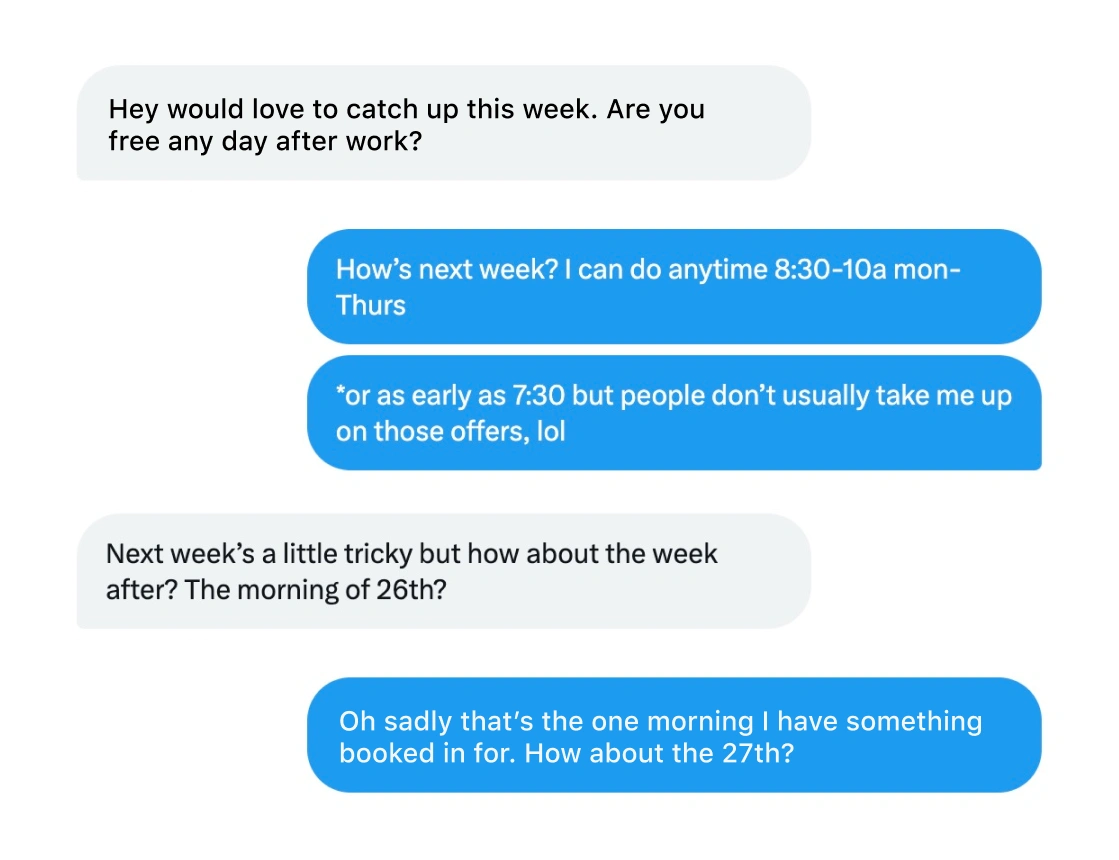 Hey would love to catch up this week. Are you
free any day after work?
How’s next week? I can do anytime 8:30-10a mon-
Thurs
*or as early as 7:30 but people don’t usually take me up
on those offers, lol
Next week’s a little tricky but how about the week
after? The morning of 26th?
Oh sadly that’s the one morning I have something
booked in for. How about the 27th?